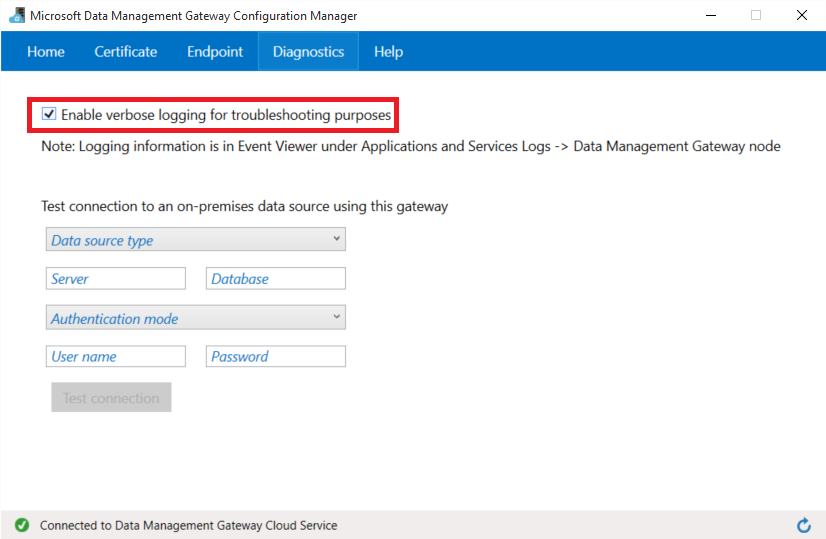 Microsoft Data Management Gateway Configuration Manager
Home Certificate Endpoint Diagnostics Help
Enable verbose logging for troubleshooting purposes
Note: Logging information is in Event Viewer under Applications and Services Logs -> Data Management Gateway node
Test connection to an on-premises data source using this gateway
Data source type
Server Database
Authentication mode
User name Password
Test connection
Connected to Data Management Gateway Cloud Service